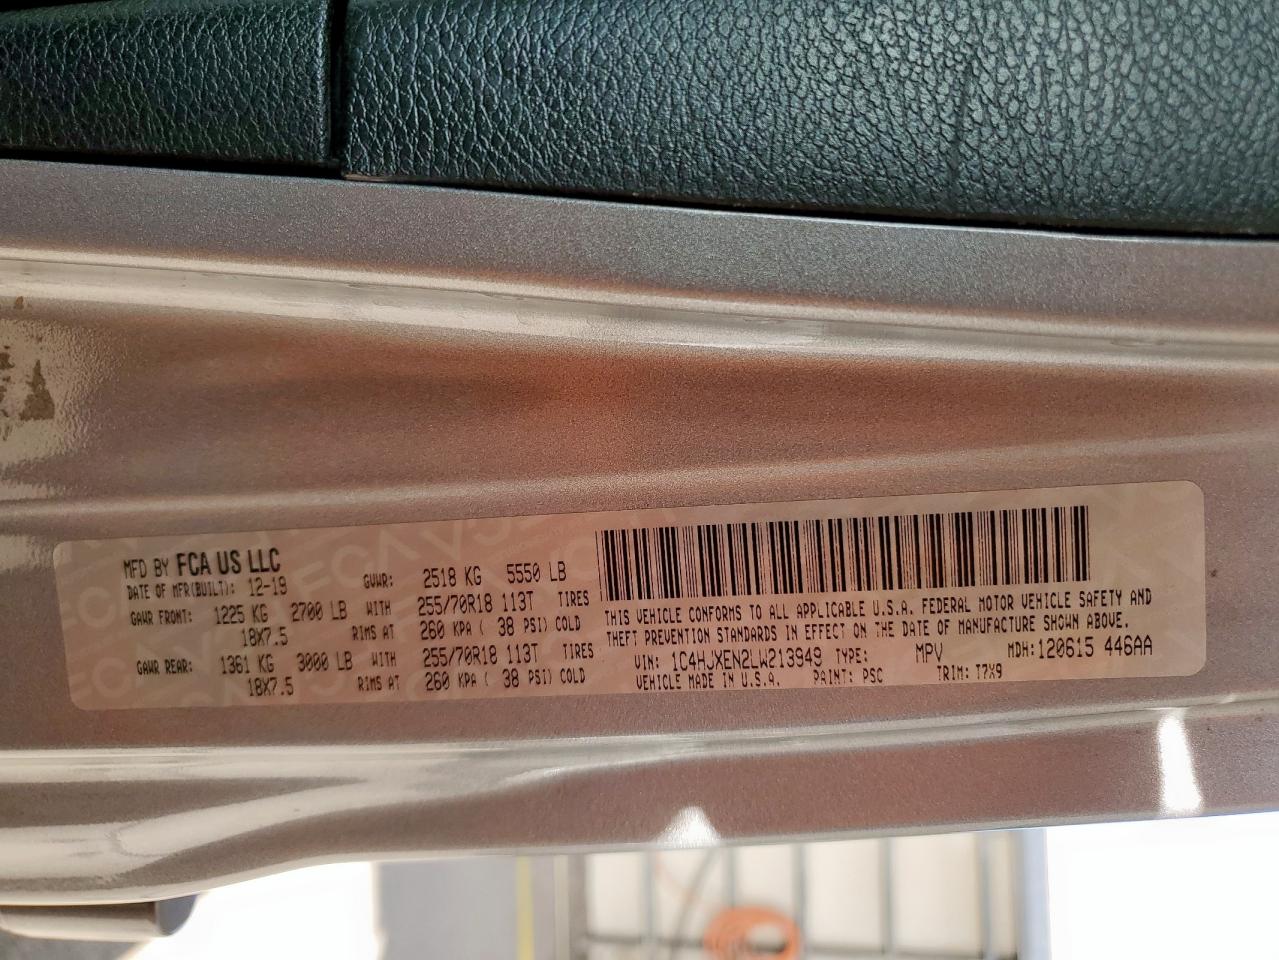 MFD BY FCA US LLC
DATE OF MFR(BUILT): 12-19 GVWR: 2518 KG 5550 LB
GAWR FRONT: 1225 KG 2700 LB WITH 255/70R18 113T TIRES
18X7.5 RIMS AT 260 KPA ( 38 PSI) COLD
GAWR REAR: 1361 KG 3000 LB WITH 255/70R18 113T TIRES
18X7.5 RIMS AT 260 KPA ( 38 PSI) COLD
THIS VEHICLE CONFORMS TO ALL APPLICABLE U.S.A. FEDERAL MOTOR VEHICLE SAFETY AND
THEFT PREVENTION STANDARDS IN EFFECT ON THE DATE OF MANUFACTURE SHOWN ABOVE.
VIN: 1C4HJXEN2LW213949 TYPE: MPV MDH: 120615 446AA
VEHICLE MADE IN U.S.A. PAINT: PSC TRIM: T7X9